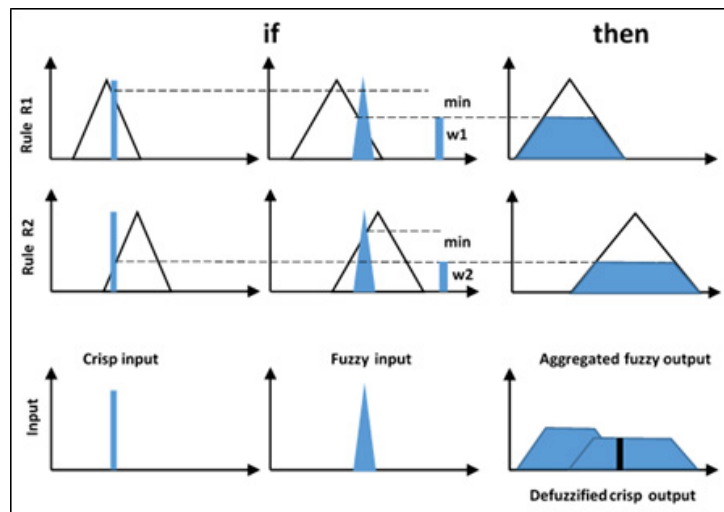 if
then
Rule R1
min
w1
Rule R2
min
w2
Crisp input
Fuzzy input
Aggregated fuzzy output
Input
Defuzzified crisp output